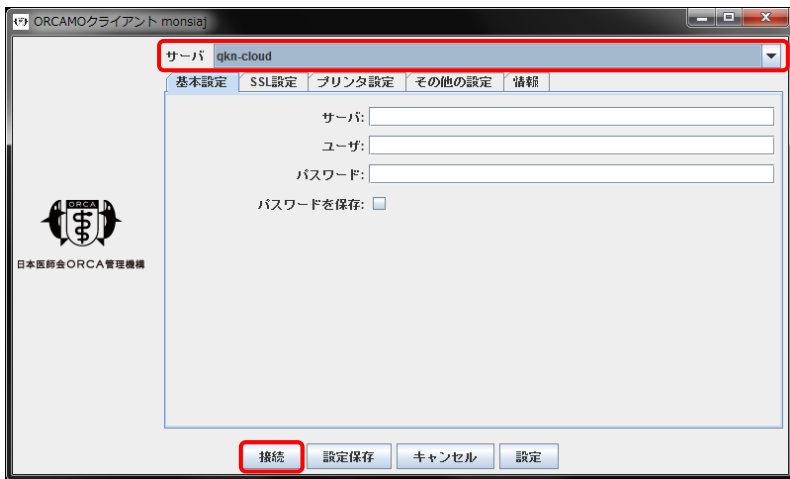 ORCAMOクライアント monsiaj
サーバ qkn-cloud
基本設定 SSL設定 プリンタ設定 その他の設定 情報
サーバ:
ユーザ:
パスワード:
パスワードを保存:
ORCA
日本医師会ORCA管理機構
接続 設定保存 キャンセル 設定